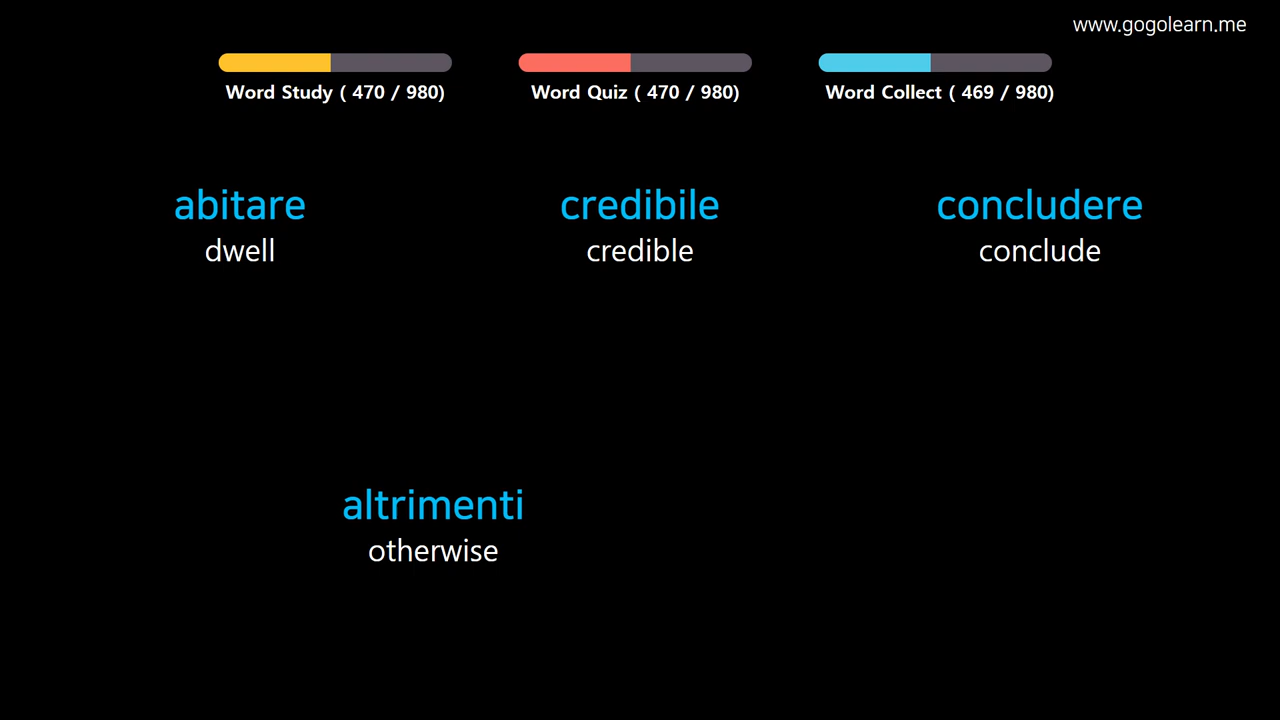 www.gogolearn.me
Word Study ( 470 / 980)
Word Quiz ( 470 / 980)
Word Collect ( 469 / 980)
abitare
dwell
credibile
credible
concludere
conclude
altrimenti
otherwise